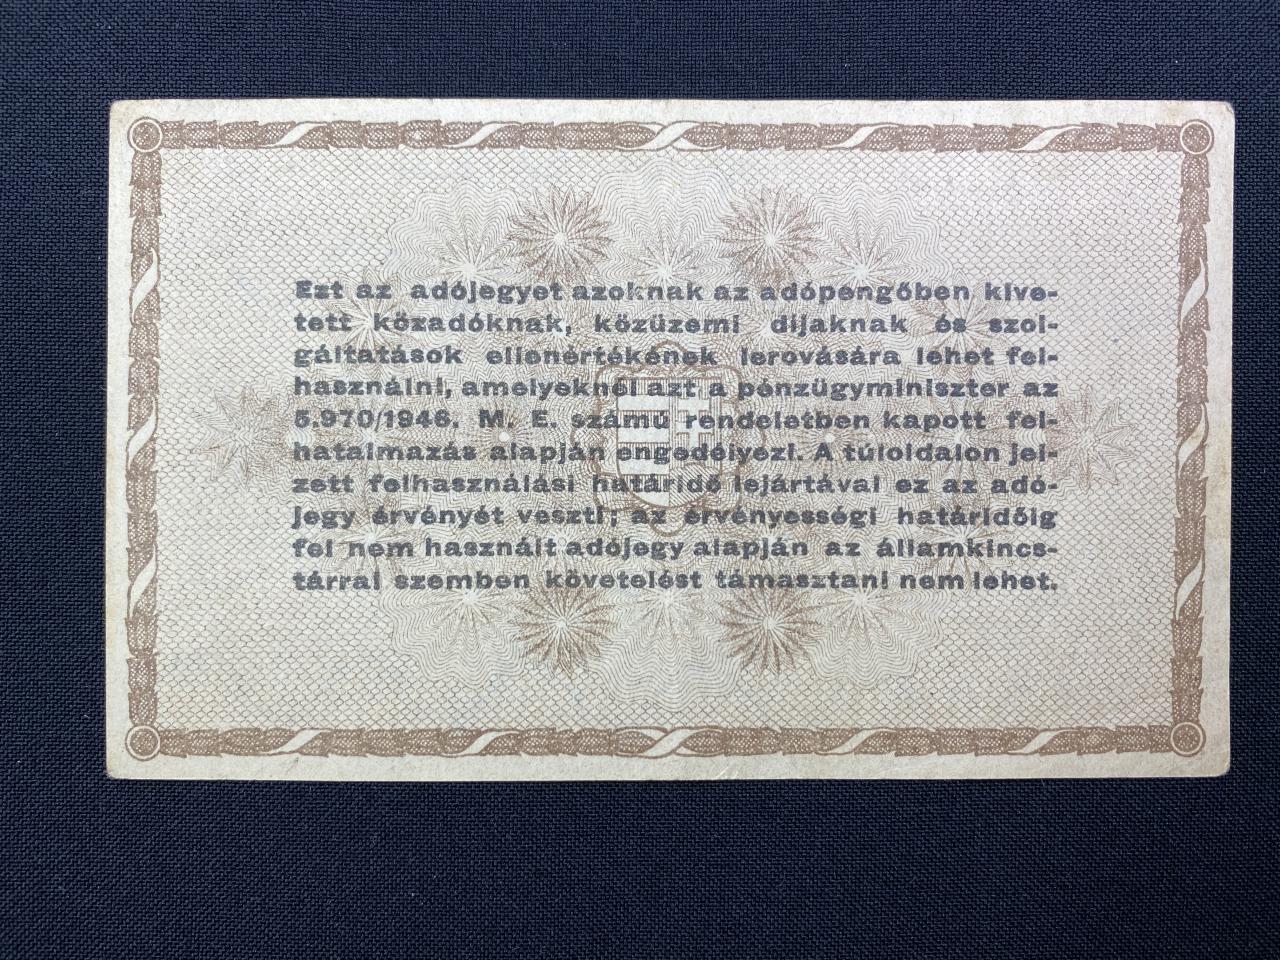 Ezt az adójegyet azoknak az adópengőben kive-
tett közadóknak, közüzemi díjaknak és szol-
gáltatások ellenértékének lerovására lehet fel-
használni, amelyeknél azt a pénzügyminiszter az
5.970/1946. M. E. számú rendeletben kapott fel-
hatalmazás alapján engedélyezi. A túloldalon jel-
zett felhasználási határidő lejártával ez az adó-
jegy érvényét veszti; az érvényességi határidőig
fel nem használt adójegy alapján az államkincs-
tárral szemben követelést támasztani nem lehet.